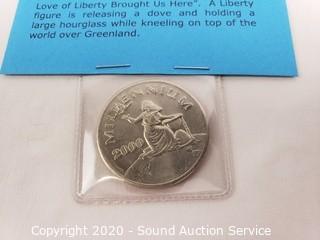 Love of Liberty Brought Us Here". A Liberty
figure is releasing a dove and holding a
large hourglass while kneeling on top of the
world over Greenland.
MILLENNIUM
2000
Copyright 2020 - Sound Auction Service